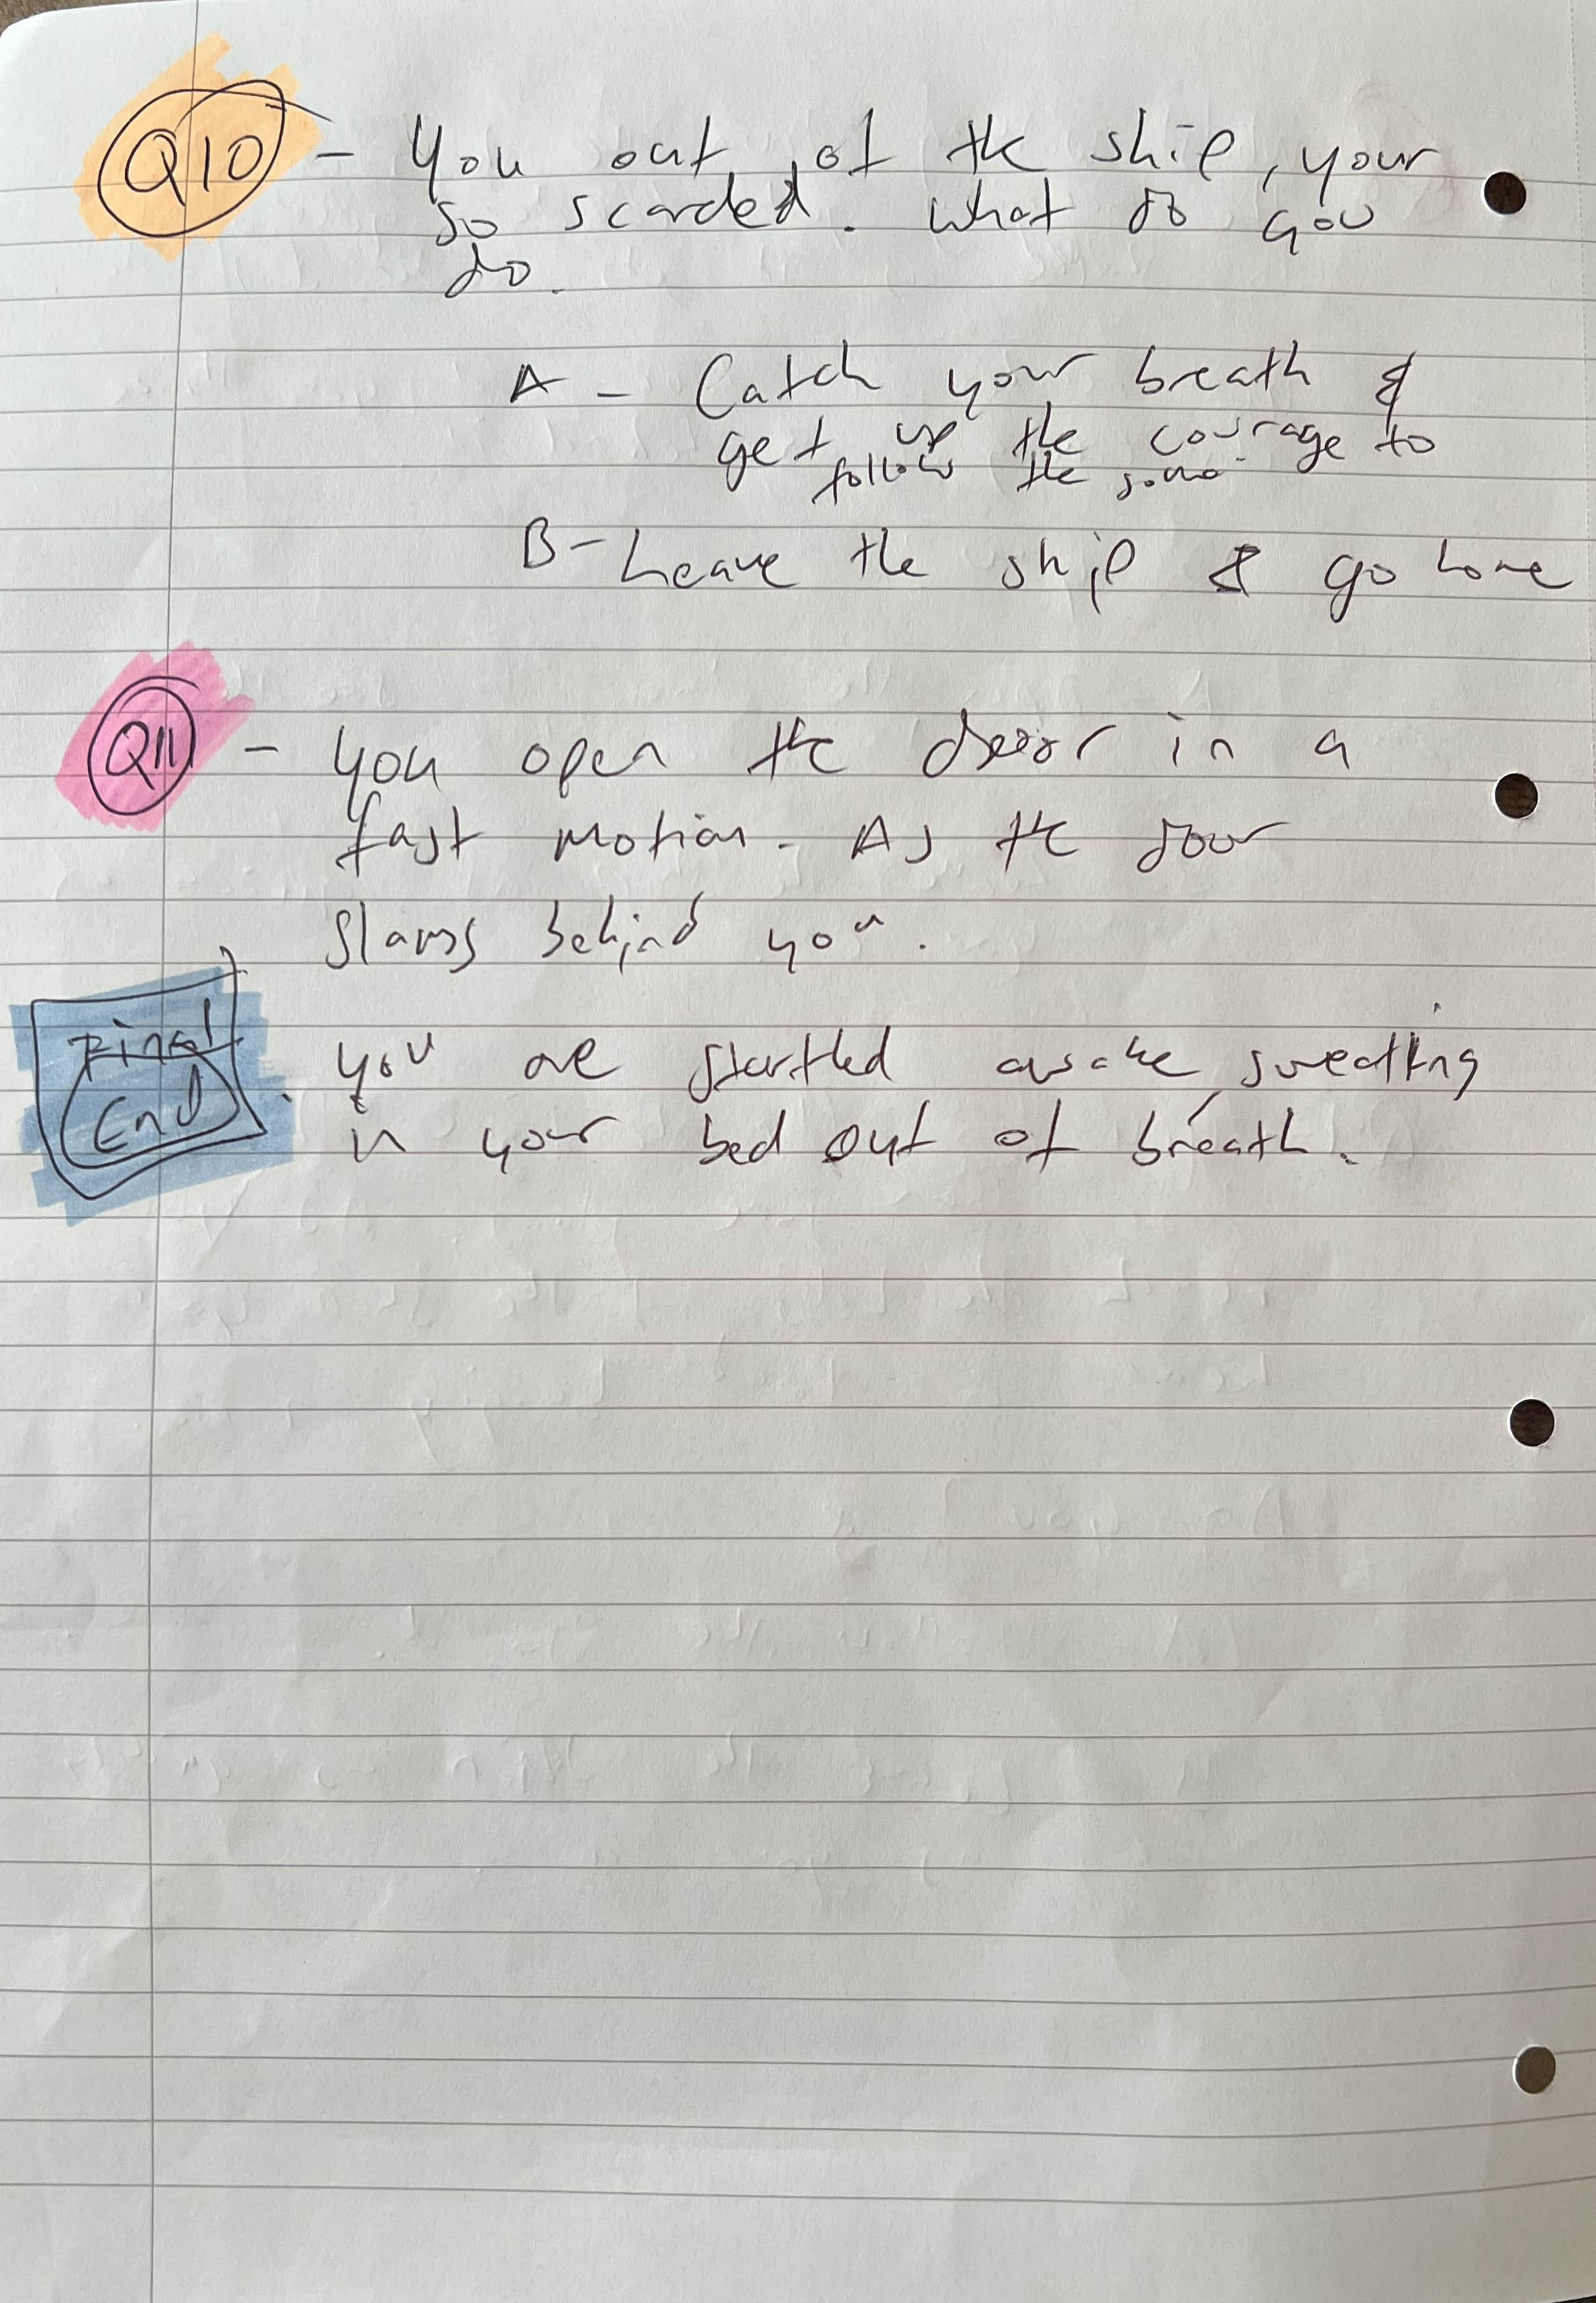 Q10 - You out of the ship, your
so scarded. What do you
do.
A - Catch your breath &
get up the courage to
follow the
B - Leave the ship & go home
Q11 - You open the door in a
fast motion. As the door
slams behind you.
Final
End
You are startled awake, sweating
in your bed out of breath.